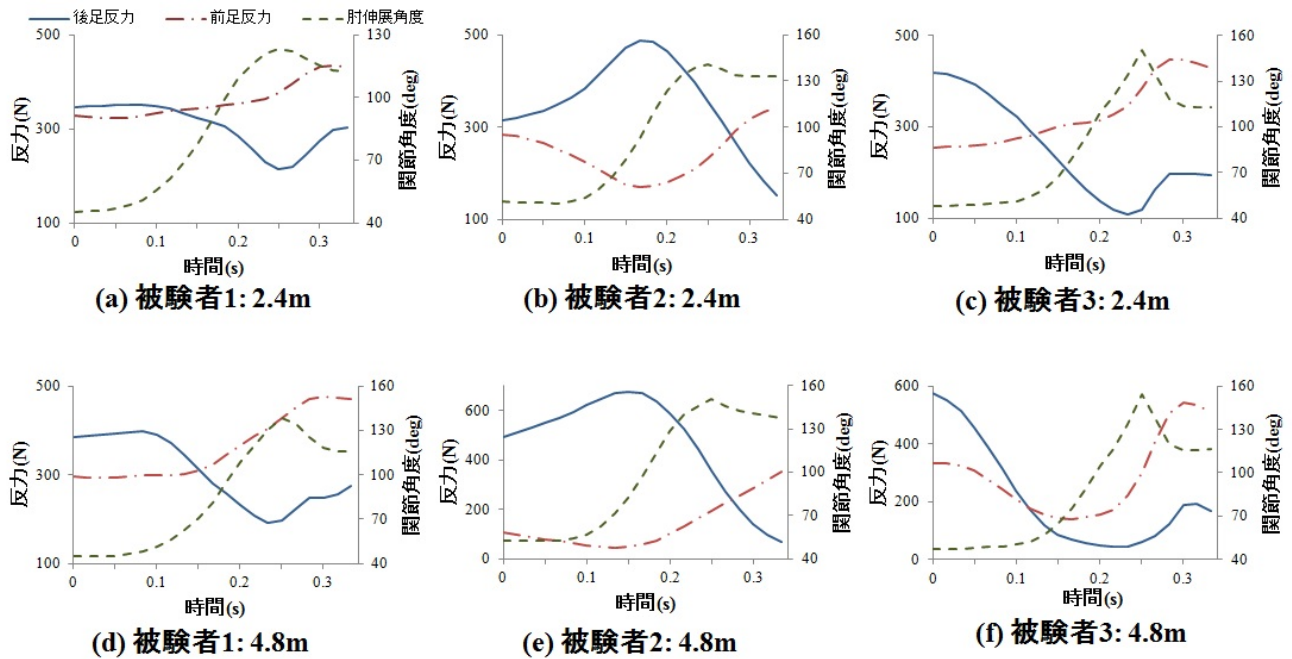 後足反力 前足反力 肘伸展角度
500 300 100
反力(N)
130 100 70 40
関節角度(deg)
0 0.1 0.2 0.3
時間(s)
(a) 被験者1: 2.4m
500 300 100
反力(N)
160 130 100 70 40
関節角度(deg)
0 0.1 0.2 0.3
時間(s)
(b) 被験者2: 2.4m
500 300 100
反力(N)
160 130 100 70 40
関節角度(deg)
0 0.1 0.2 0.3
時間(s)
(c) 被験者3: 2.4m
500 300 100
反力(N)
160 130 100 70 40
関節角度(deg)
0 0.1 0.2 0.3
時間(s)
(d) 被験者1: 4.8m
600 400 200 0
反力(N)
160 130 100 70 40
関節角度(deg)
0 0.1 0.2 0.3
時間(s)
(e) 被験者2: 4.8m
600 400 200 0
反力(N)
160 130 100 70 40
関節角度(deg)
0 0.1 0.2 0.3
時間(s)
(f) 被験者3: 4.8m